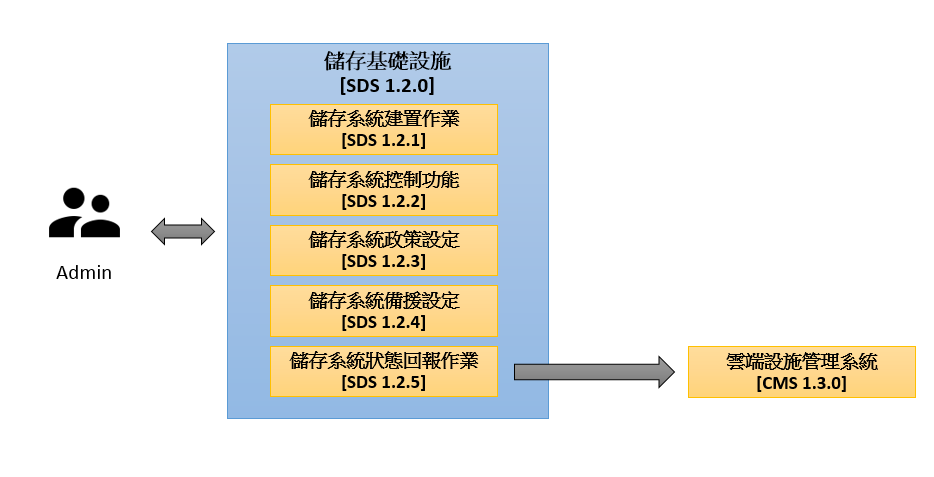 儲存基礎設施
[SDS 1.2.0]
儲存系統建置作業
[SDS 1.2.1]
儲存系統控制功能
[SDS 1.2.2]
儲存系統政策設定
[SDS 1.2.3]
儲存系統備援設定
[SDS 1.2.4]
儲存系統狀態回報作業
[SDS 1.2.5]
Admin
雲端設施管理系統
[CMS 1.3.0]